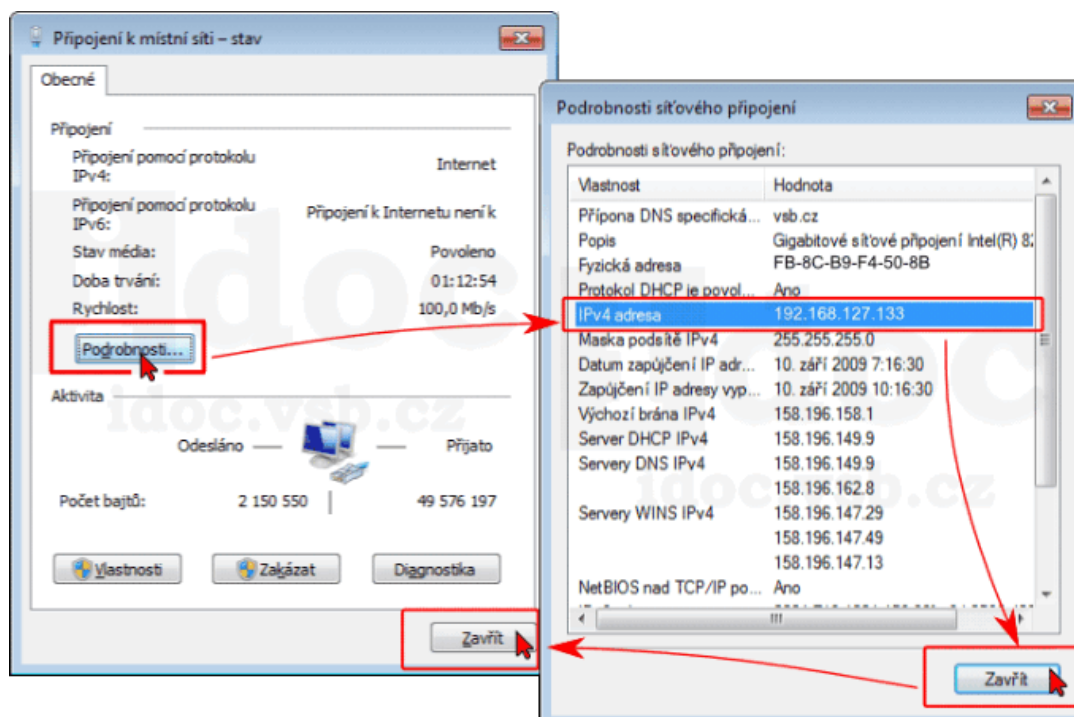 Připojení k místní síti – stav
Obecné
Připojení
Připojení pomocí protokolu
IPv4:
Internet
Připojení pomocí protokolu
IPv6:
Připojení k Internetu není k
Stav média:
Povoleno
Doba trvání:
01:12:54
Rychlost:
100,0 Mb/s
Podrobnosti...
Aktivita
Odesláno
Přijato
Počet bajtů:
2 150 550
49 576 197
Vlastnosti
Zakázat
Diagnostika
Zavřít
idoc.vsb.cz
Podrobnosti síťového připojení
Podrobnosti síťového připojení:
Vlastnost Hodnota
Přípona DNS specifická... vsb.cz
Popis Gigabitové síťové připojení Intel(R) 82
Fyzická adresa FB-8C-B9-F4-50-8B
Protokol DHCP je povol... Ano
IPv4 adresa 192.168.127.133
Maska podsítě IPv4 255.255.255.0
Datum zapůjčení IP adr... 10. září 2009 7:16:30
Zapůjčení IP adresy vyp... 10. září 2009 10:16:30
Výchozí brána IPv4 158.196.158.1
Server DHCP IPv4 158.196.149.9
Servery DNS IPv4 158.196.149.9
158.196.162.8
Servery WINS IPv4 158.196.147.29
158.196.147.49
158.196.147.13
NetBIOS nad TCP/IP po... Ano
idoc.vsb.cz
Zavřít